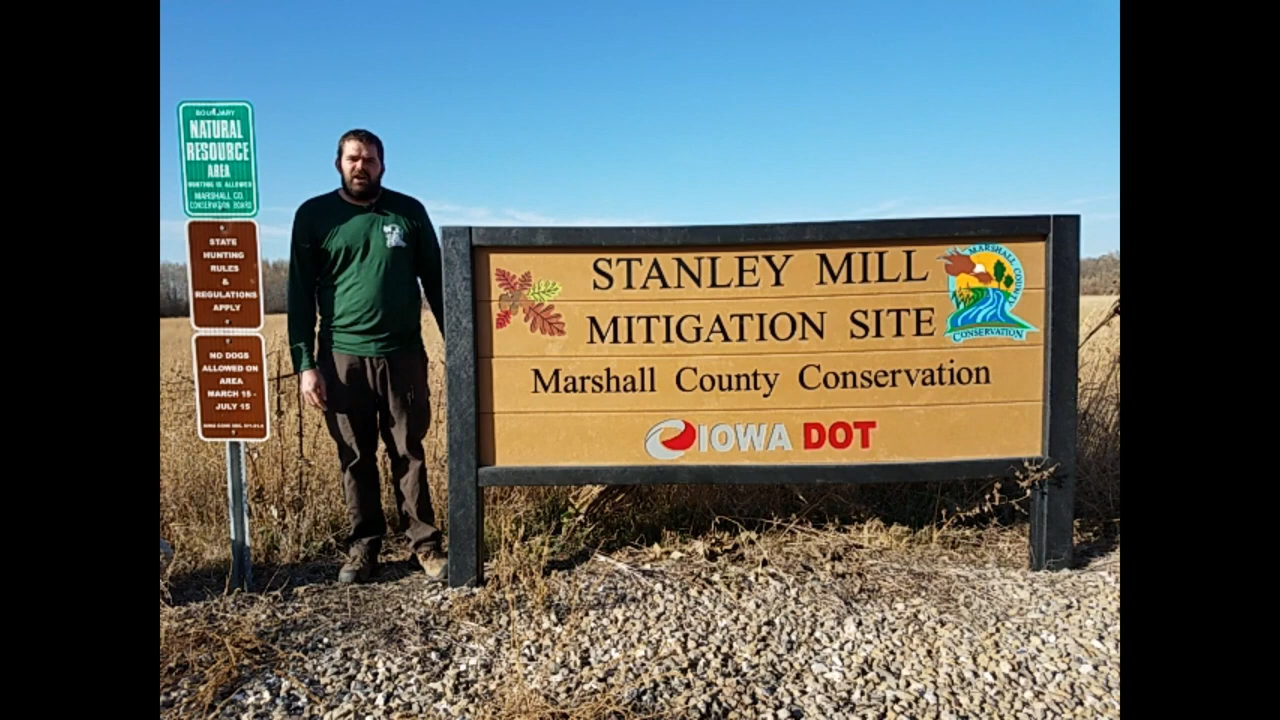 BOUNDARY
NATURAL
RESOURCE
AREA
HUNTING IS ALLOWED
MARSHALL CO.
CONSERVATION BOARD
STATE
HUNTING
RULES
&
REGULATIONS
APPLY
NO DOGS
ALLOWED ON
AREA
MARCH 15 -
JULY 15
STANLEY MILL
MITIGATION SITE
Marshall County Conservation
IOWA DOT
MARSHALL COUNTY
CONSERVATION